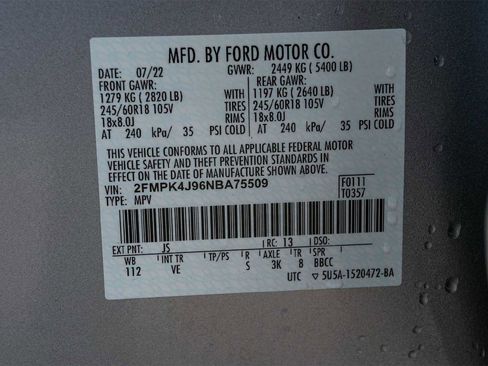 MFD. BY FORD MOTOR CO.
DATE: 07/22 GVWR: 2449 KG ( 5400 LB)
FRONT GAWR: REAR GAWR:
1279 KG ( 2820 LB) WITH 1197 KG ( 2640 LB) WITH
245/60R18 105V TIRES 245/60R18 105V TIRES
18x8.0J RIMS 18x8.0J RIMS
AT 240 kPa/ 35 PSI COLD AT 240 kPa/ 35 PSI COLD
THIS VEHICLE CONFORMS TO ALL APPLICABLE FEDERAL MOTOR
VEHICLE SAFETY AND THEFT PREVENTION STANDARDS IN
EFFECT ON THE DATE OF MANUFACTURE SHOWN ABOVE.
VIN: 2FMPK4J96NBA75509 F0111
TYPE: MPV T0357
EXT PNT: JS RC: 13 DSO:
WB INT TR TP/PS R AXLE TR SPR
112 VE S 3K 8 BBCC
UTC ▽ 5U5A-1520472-BA